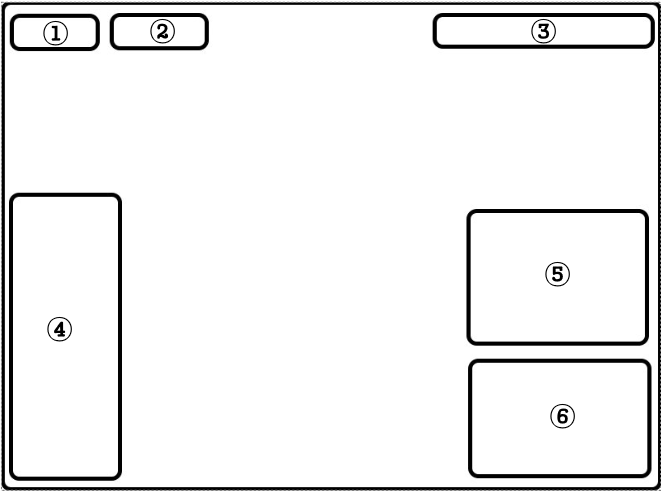 ① ② ③
④
⑤
⑥